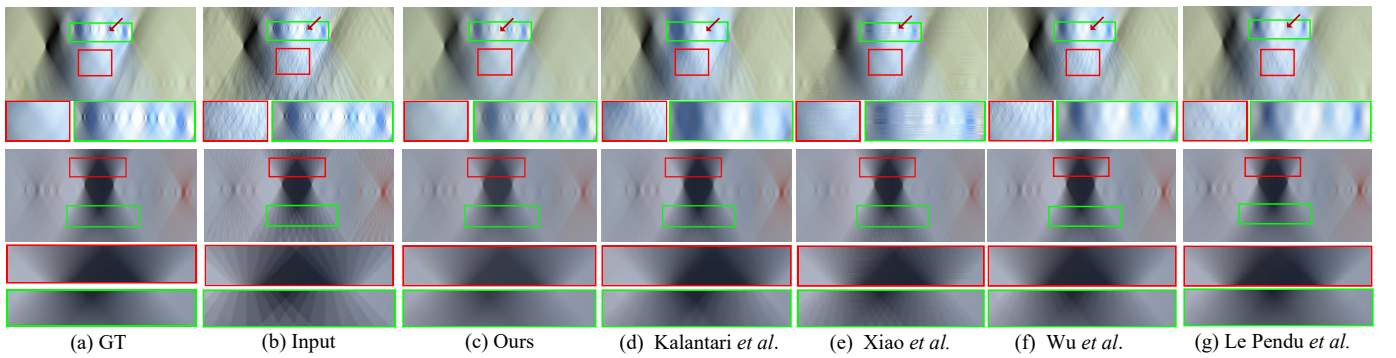 (a) GT (b) Input (c) Ours (d) Kalantari et al. (e) Xiao et al. (f) Wu et al. (g) Le Pendu et al.